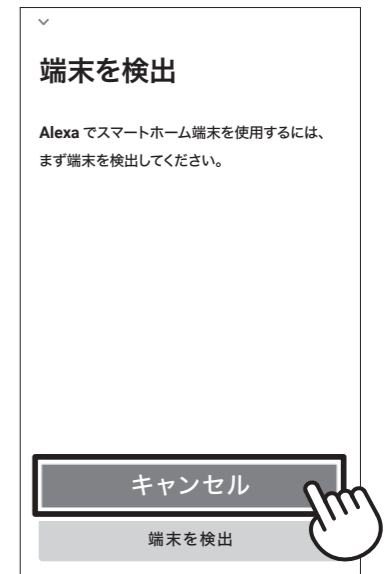 端末を検出
Alexa でスマートホーム端末を使用するには、
まず端末を検出してください。
キャンセル
端末を検出